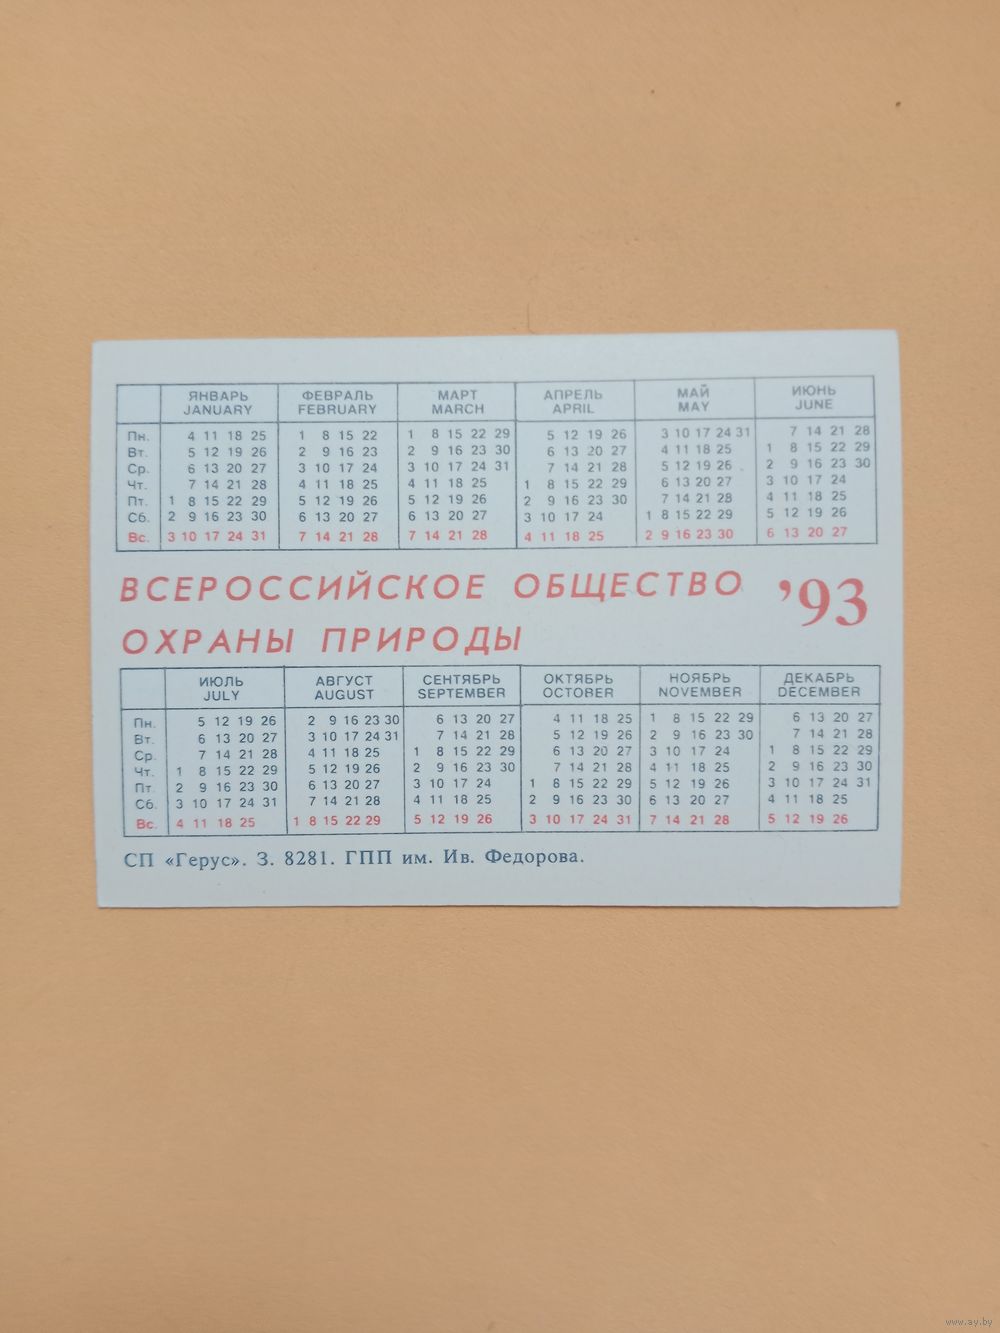 ЯНВАРЬ ФЕВРАЛЬ МАРТ АПРЕЛЬ МАЙ ИЮНЬ
JANUARY FEBRUARY MARCH APRIL MAY JUNE
Пн. 4 11 18 25 1 8 15 22 1 8 15 22 29 5 12 19 26 3 10 17 24 31 7 14 21 28
Вт. 5 12 19 26 2 9 16 23 2 9 16 23 30 6 13 20 27 4 11 18 25 1 8 15 22 29
Ср. 6 13 20 27 3 10 17 24 3 10 17 24 31 7 14 21 28 5 12 19 26 2 9 16 23 30
Чт. 7 14 21 28 4 11 18 25 4 11 18 25 1 8 15 22 29 6 13 20 27 3 10 17 24
Пт. 1 8 15 22 29 5 12 19 26 5 12 19 26 2 9 16 23 30 7 14 21 28 4 11 18 25
Сб. 2 9 16 23 30 6 13 20 27 6 13 20 27 3 10 17 24 1 8 15 22 29 5 12 19 26
Вс. 3 10 17 24 31 7 14 21 28 7 14 21 28 4 11 18 25 2 9 16 23 30 6 13 20 27
ВСЕРОССИЙСКОЕ ОБЩЕСТВО '93
ОХРАНЫ ПРИРОДЫ
ИЮЛЬ АВГУСТ СЕНТЯБРЬ ОКТЯБРЬ НОЯБРЬ ДЕКАБРЬ
JULY AUGUST SEPTEMBER OCTOBER NOVEMBER DECEMBER
Пн. 5 12 19 26 2 9 16 23 30 6 13 20 27 4 11 18 25 1 8 15 22 29 6 13 20 27
Вт. 6 13 20 27 3 10 17 24 31 7 14 21 28 5 12 19 26 2 9 16 23 30 7 14 21 28
Ср. 7 14 21 28 4 11 18 25 1 8 15 22 29 6 13 20 27 3 10 17 24 1 8 15 22 29
Чт. 1 8 15 22 29 5 12 19 26 2 9 16 23 30 7 14 21 28 4 11 18 25 2 9 16 23 30
Пт. 2 9 16 23 30 6 13 20 27 3 10 17 24 1 8 15 22 29 5 12 19 26 3 10 17 24 31
Сб. 3 10 17 24 31 7 14 21 28 4 11 18 25 2 9 16 23 30 6 13 20 27 4 11 18 25
Вс. 4 11 18 25 1 8 15 22 29 5 12 19 26 3 10 17 24 31 7 14 21 28 5 12 19 26
СП «Герус». З. 8281. ГПП им. Ив. Федорова.
www.ay.by